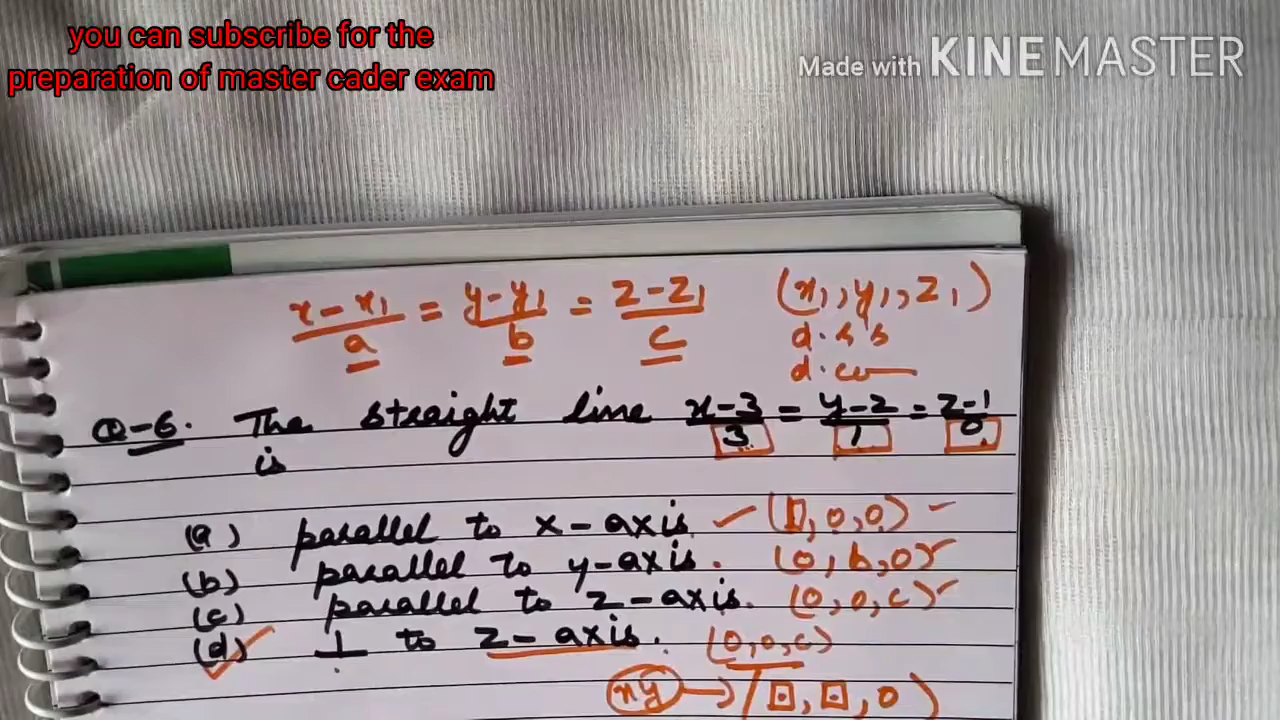 you can subscribe for the
preparation of master cader exam
Made with KINEMASTER
x-x₁/a = y-y₁/b = z-z₁/c (x₁, y₁, z₁)
d.r's
d.c
Q-6. The straight line x-3/3 = y-2/1 = z-1/0
is
(a) parallel to x-axis ✓ (1, 0, 0) -
(b) parallel to y-axis. (0, b, 0)✓
(c) parallel to z-axis. (0, 0, c)✓
(d)✓ ⊥ to z-axis. (0, 0, c)
xy → (□, □, 0)